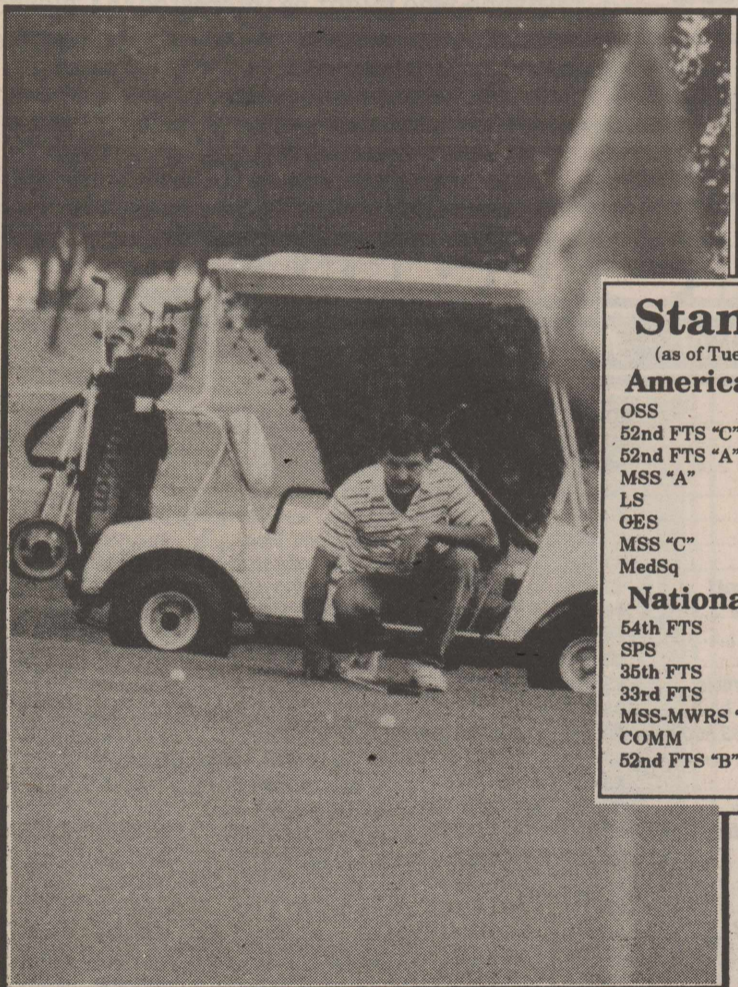 Stan
(as of Tue
America
OSS
52nd FTS “C”
52nd FTS “A”
MSS “A”
LS
OES
MSS “C”
MedSq
Nationa
54th FTS
SPS
35th FTS
33rd FTS
MSS-MWRS “
COMM
52nd FTS “B”